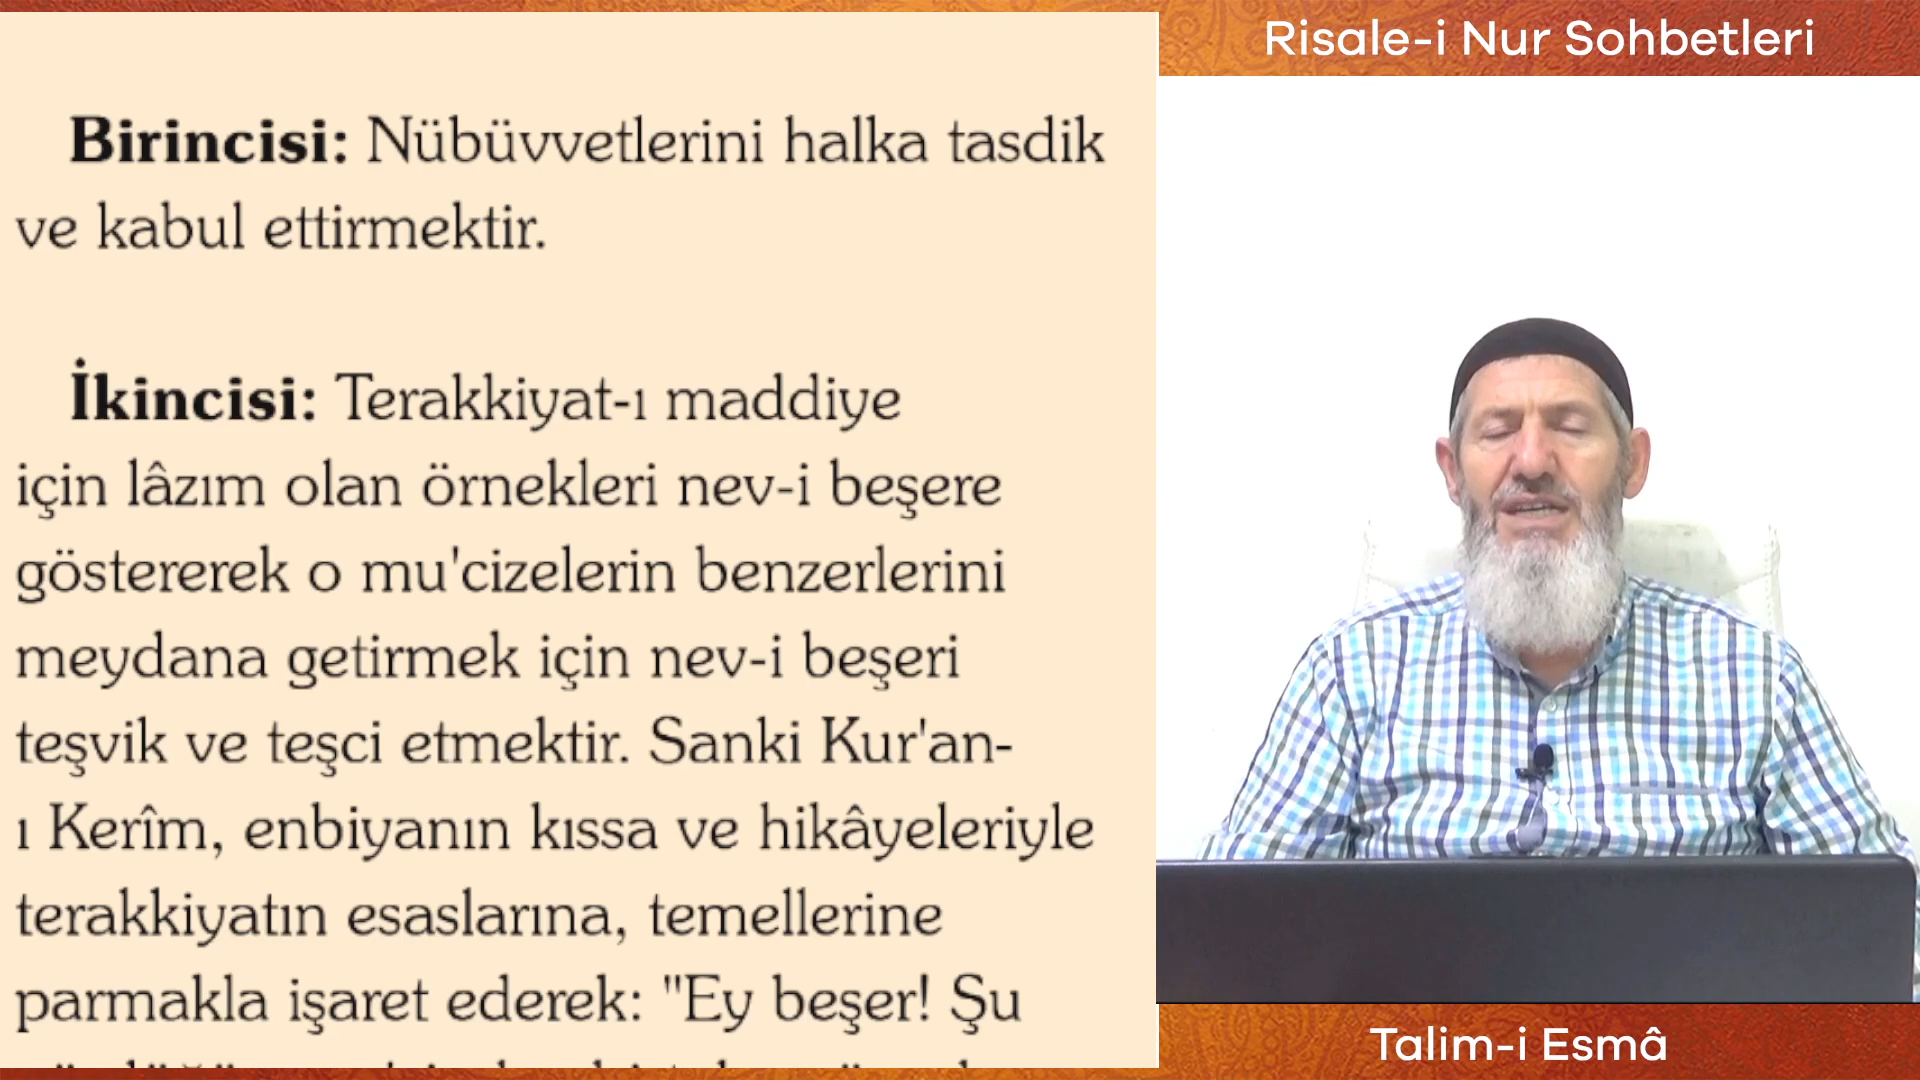 Risale-i Nur Sohbetleri
Birincisi: Nübüvvetlerini halka tasdik
ve kabul ettirmektir.
İkincisi: Terakkiyat-ı maddiye
için lâzım olan örnekleri nev-i beşere
göstererek o mu'cizelerin benzerlerini
meydana getirmek için nev-i beşeri
teşvik ve teşci etmektir. Sanki Kur'an-
ı Kerîm, enbiyanın kıssa ve hikâyeleriyle
terakkiyatın esaslarına, temellerine
parmakla işaret ederek: "Ey beşer! Şu
Talim-i Esmâ